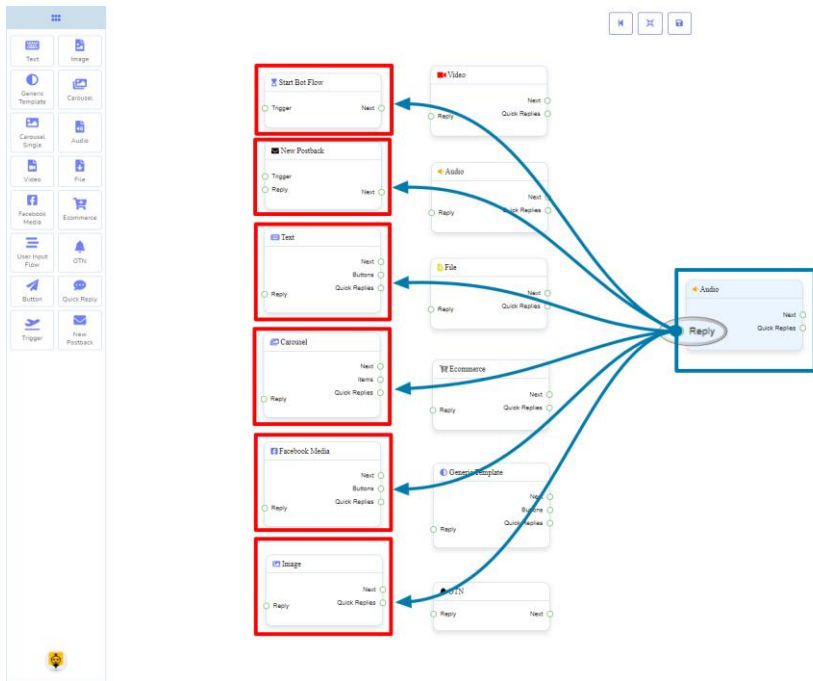 Text
Image
Generic
Template
Carousel
Carousel
Single
Audio
Video
File
Facebook
Media
Ecommerce
User Input
Flow
OTN
Button
Quick Reply
Trigger
New
Postback
Start Bot Flow
Trigger
Next
New Postback
Trigger
Reply
Next
Text
Next
Buttons
Quick Replies
Reply
Carousel
Next
Items
Quick Replies
Reply
Facebook Media
Next
Buttons
Quick Replies
Reply
Image
Next
Quick Replies
Reply
Video
Next
Quick Replies
Reply
Audio
Next
Quick Replies
Reply
File
Next
Quick Replies
Reply
Ecommerce
Next
Quick Replies
Reply
Generic Template
Next
Buttons
Quick Replies
Reply
OTN
Reply
Next
Audio
Next
Quick Replies
Reply